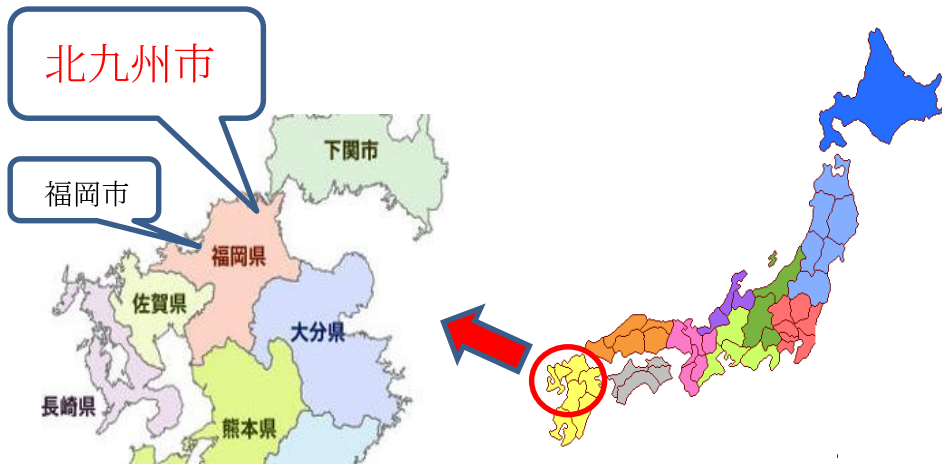 北九州市
下関市
福岡市
福岡県
佐賀県
大分県
長崎県
熊本県